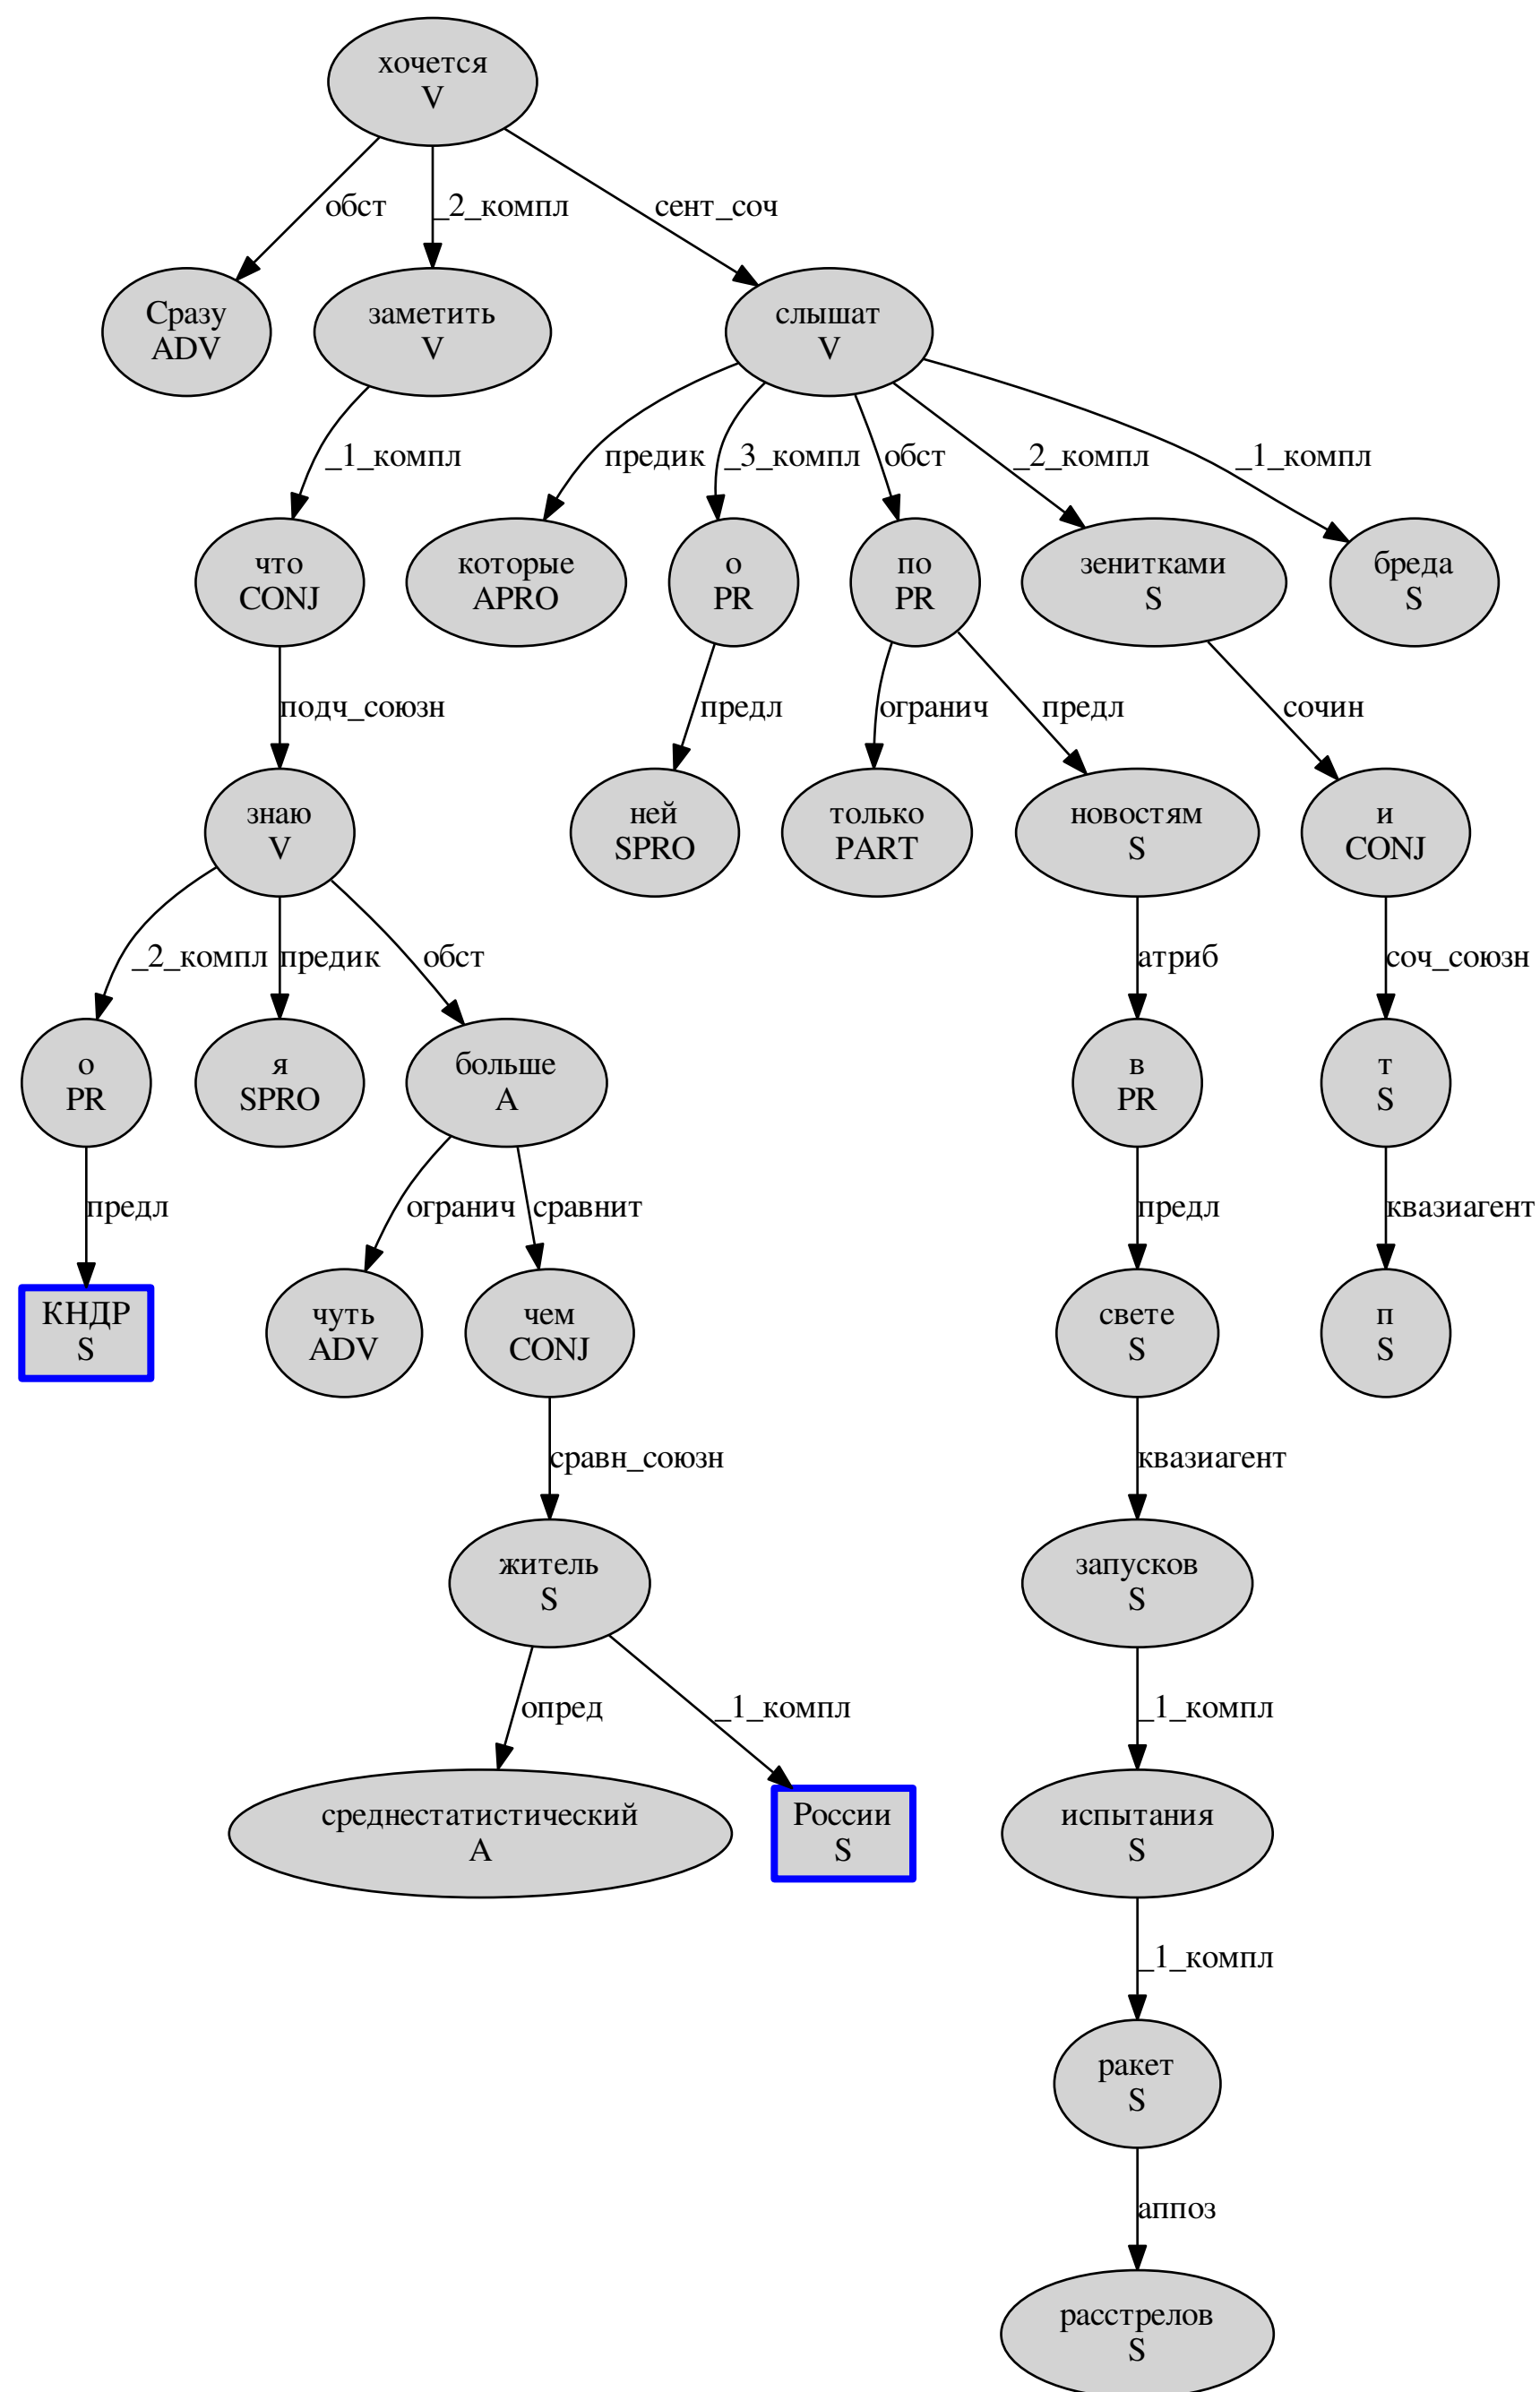 хочется
V
обст
_2_компл
сент_соч
Сразу
ADV
заметить
V
слышат
V
_1_компл
предик
_3_компл
обст
_2_компл
_1_компл
что
CONJ
которые
APRO
о
PR
по
PR
зенитками
S
бреда
S
подч_союзн
предл
огранич
предл
сочин
знаю
V
ней
SPRO
только
PART
новостям
S
и
CONJ
_2_компл
предик
обст
атриб
соч_союзн
о
PR
я
SPRO
больше
A
в
PR
т
S
предл
огранич
сравнит
предл
квазиагент
КНДР
S
чуть
ADV
чем
CONJ
свете
S
п
S
сравн_союзн
квазиагент
житель
S
запусков
S
опред
_1_компл
_1_компл
среднестатистический
A
России
S
испытания
S
_1_компл
ракет
S
аппоз
расстрелов
S